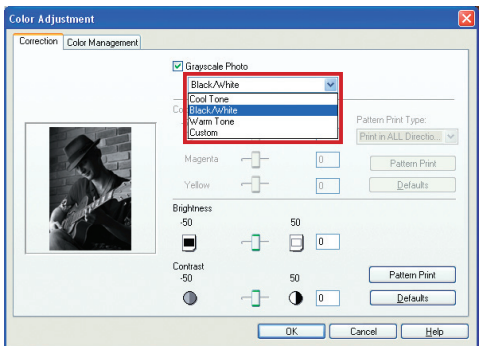 Color Adjustment
Correction Color Management
Grayscale Photo
Black/White
Cool Tone
Black/White
Warm Tone
Custom
Pattern Print Type:
Print in ALL Directio...
Magenta 0 Pattern Print
Yellow 0 Defaults
Brightness
-50 50
0
Contrast
-50 50 Pattern Print
0 Defaults
OK Cancel Help